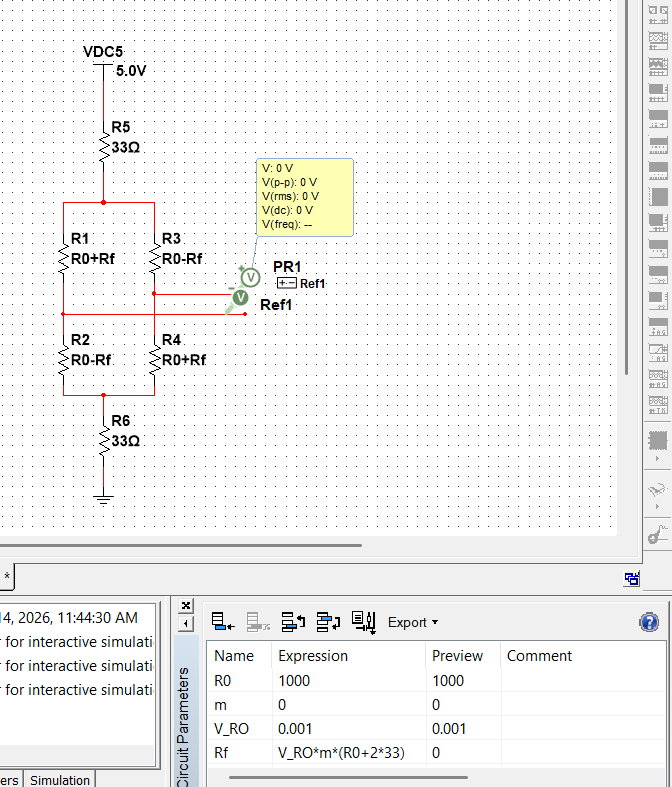 VDC5
5.0V
R5
33Ω
V: 0 V
V(p-p): 0 V
V(rms): 0 V
V(dc): 0 V
V(freq): --
R1
R0+Rf
R3
R0-Rf
V
PR1
Ref1
V
Ref1
R2
R0-Rf
R4
R0+Rf
R6
33Ω
*
14, 2026, 11:44:30 AM
r for interactive simulati
r for interactive simulati
r for interactive simulati
ers
Simulation
Circuit Parameters
Export
Name Expression Preview Comment
R0 1000 1000
m 0 0
V_RO 0.001 0.001
Rf V_RO*m*(R0+2*33) 0